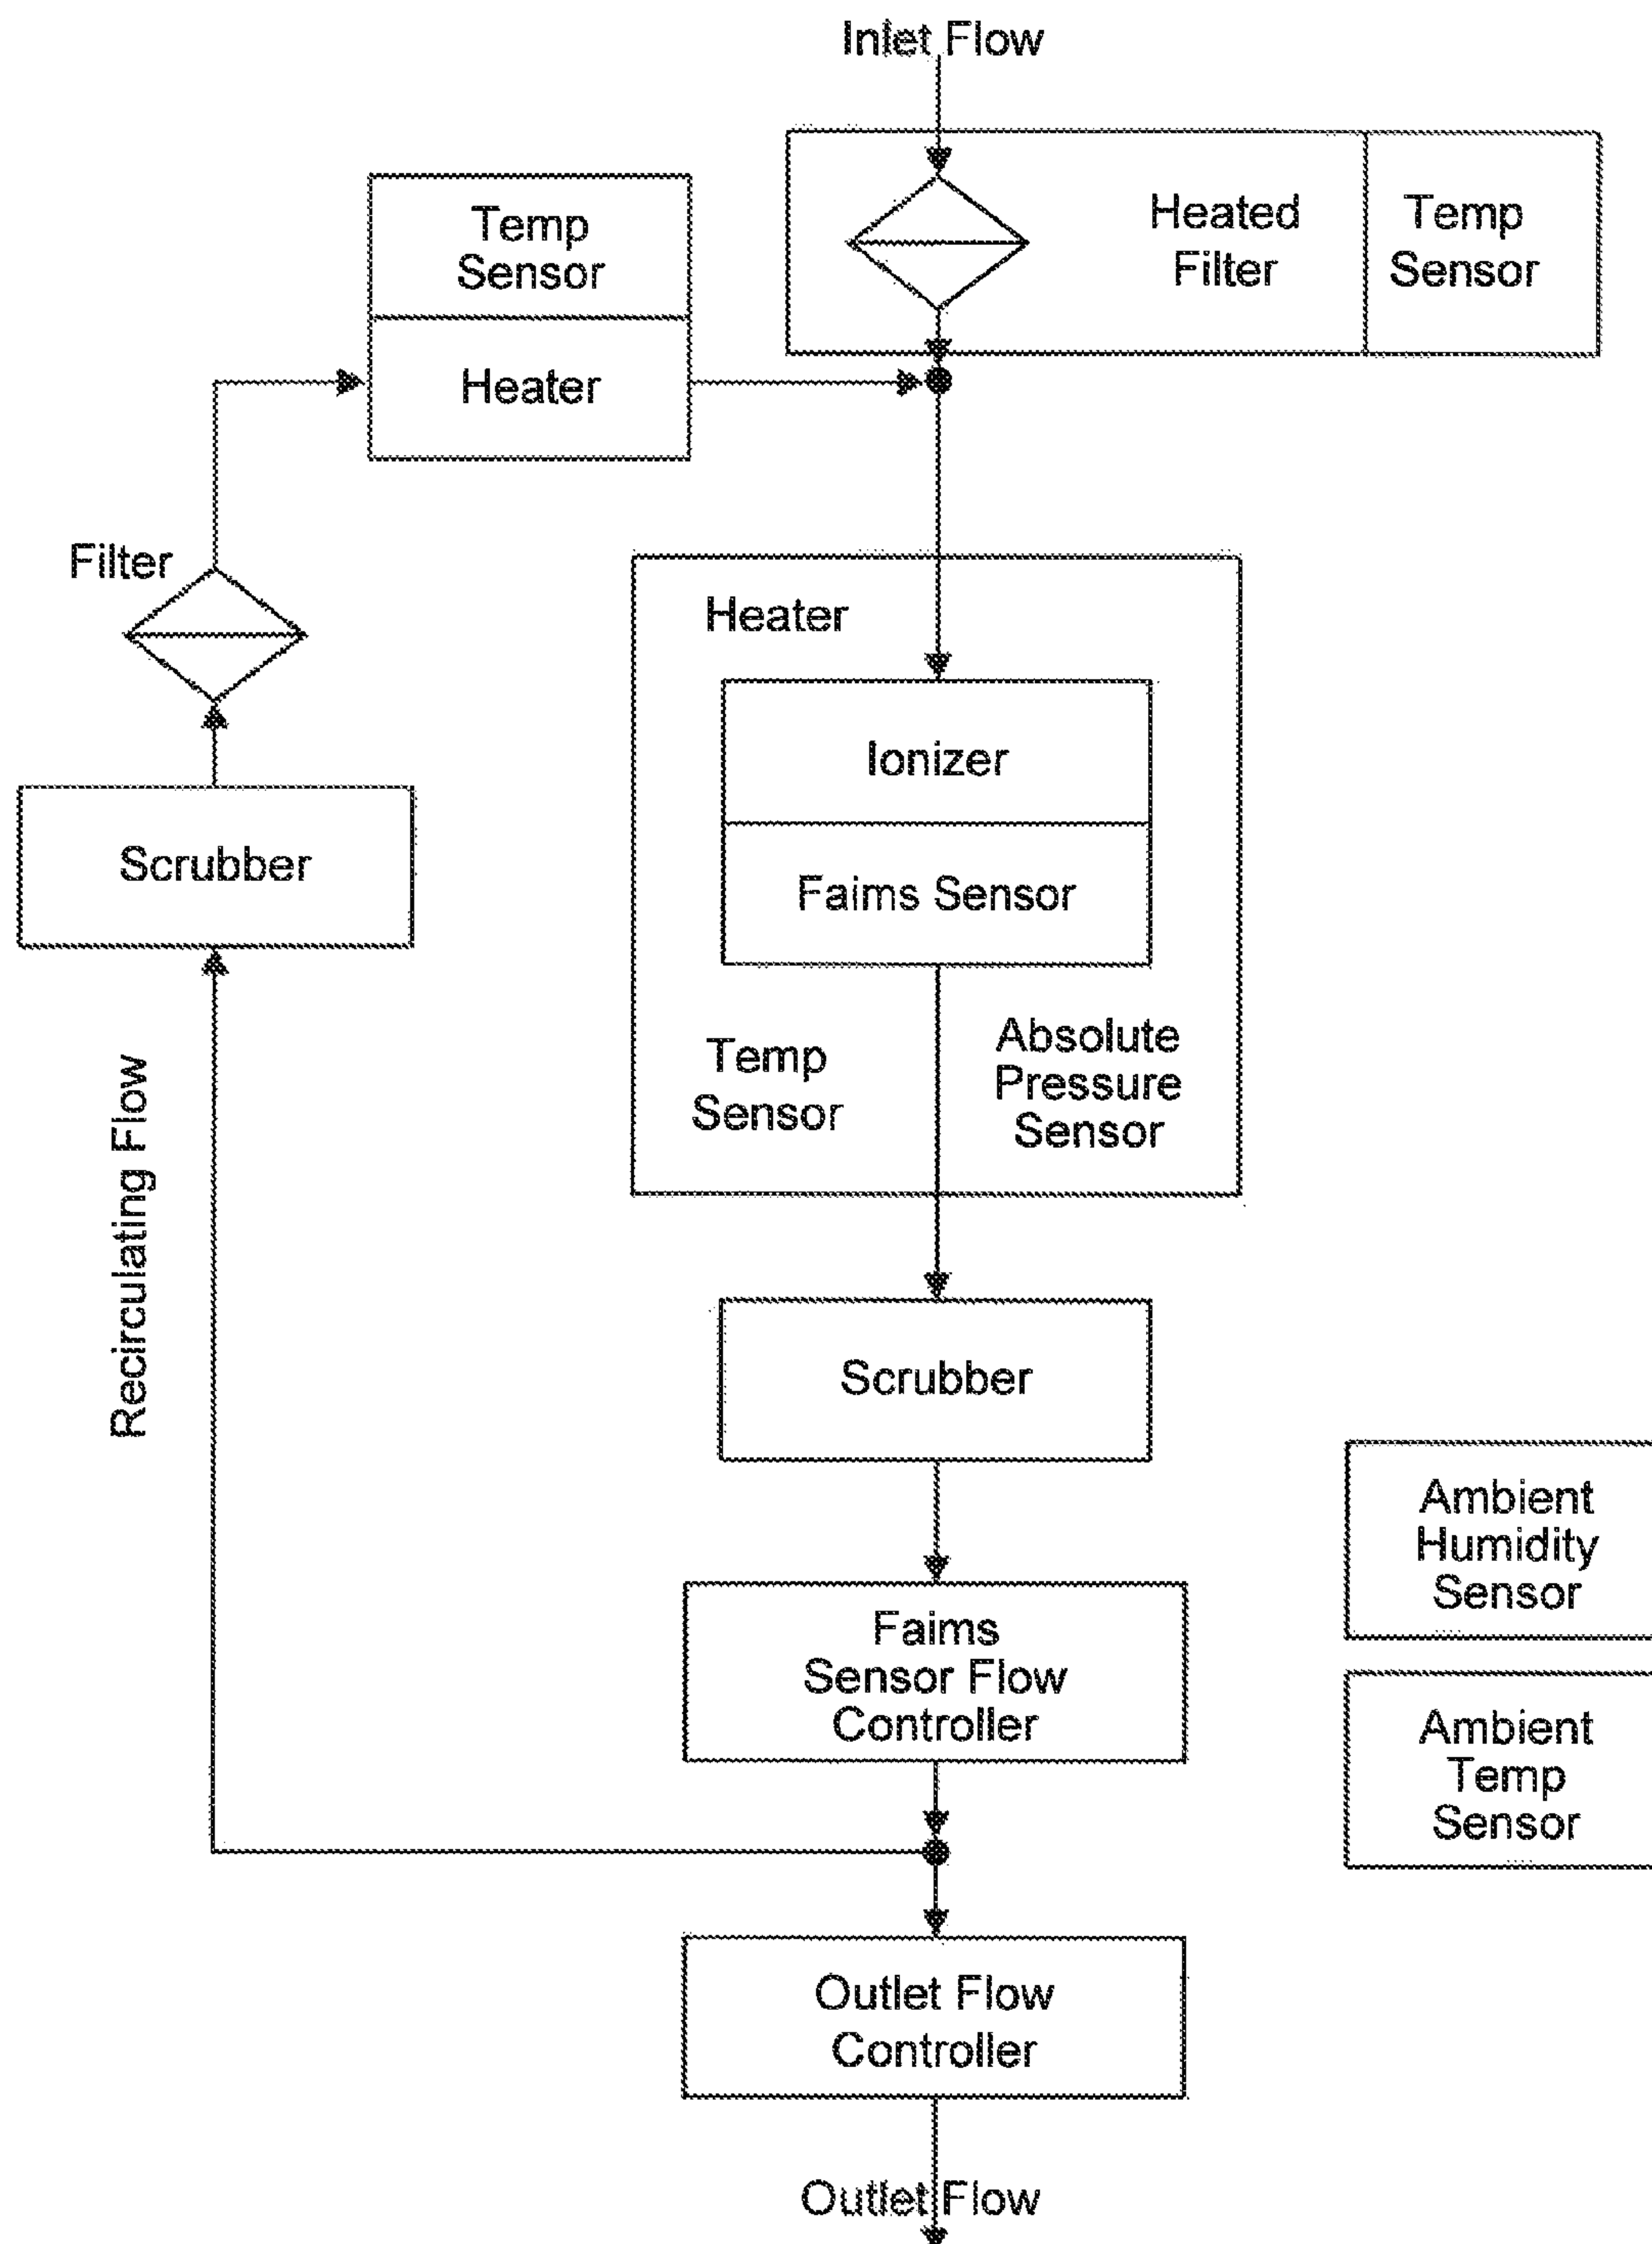 Inlet Flow
Temp
Sensor
Heater
Heated
Filter
Temp
Sensor
Filter
Scrubber
Recirculating Flow
Heater
Ionizer
Faims Sensor
Temp
Sensor
Absolute
Pressure
Sensor
Scrubber
Faims
Sensor Flow
Controller
Ambient
Humidity
Sensor
Ambient
Temp
Sensor
Outlet Flow
Controller
Outlet Flow